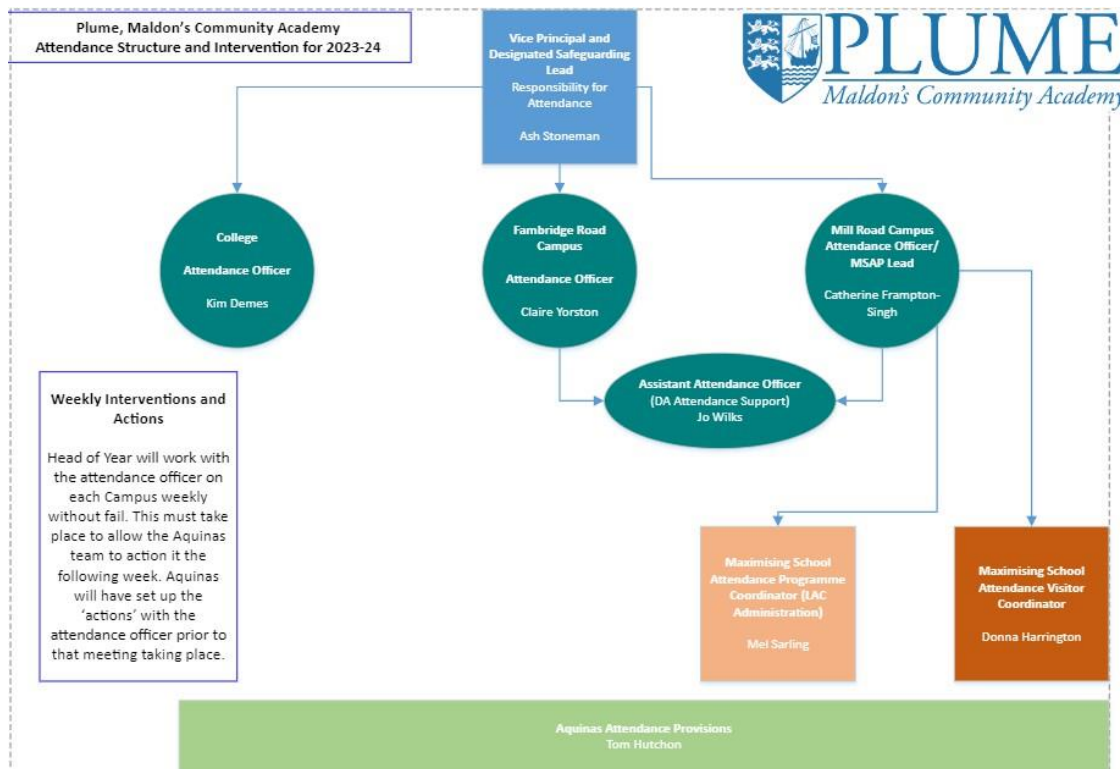 Plume, Maldon’s Community Academy
Attendance Structure and Intervention for 2023-24
Vice Principal and
Designated Safeguarding
Lead
Responsibility for
Attendance
Ash Stoneman
PLUME
Maldon's Community Academy
College
Attendance Officer
Kim Demes
Fambridge Road
Campus
Attendance Officer
Claire Yorston
Mill Road Campus
Attendance Officer/
MSAP Lead
Catherine Frampton-
Singh
Assistant Attendance Officer
(DA Attendance Support)
Jo Wilks
Weekly Interventions and
Actions
Head of Year will work with
the attendance officer on
each Campus weekly
without fail. This must take
place to allow the Aquinas
team to action it the
following week. Aquinas
will have set up the
‘actions’ with the
attendance officer prior to
that meeting taking place.
Maximising School
Attendance Programme
Coordinator (LAC
Administration)
Mel Sarling
Maximising School
Attendance Visitor
Coordinator
Donna Harrington
Aquinas Attendance Provisions
Tom Hutchon